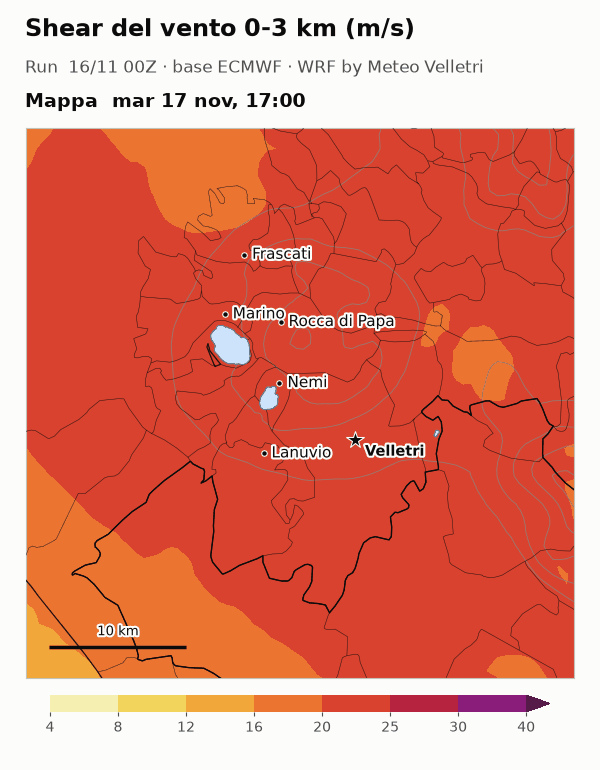 Shear del vento 0-3 km (m/s)
Run 16/11 00Z · base ECMWF · WRF by Meteo Velletri
Mappa mar 17 nov, 17:00
Frascati
Marino
Rocca di Papa
Nemi
Velletri
Lanuvio
10 km
4 8 12 16 20 25 30 40